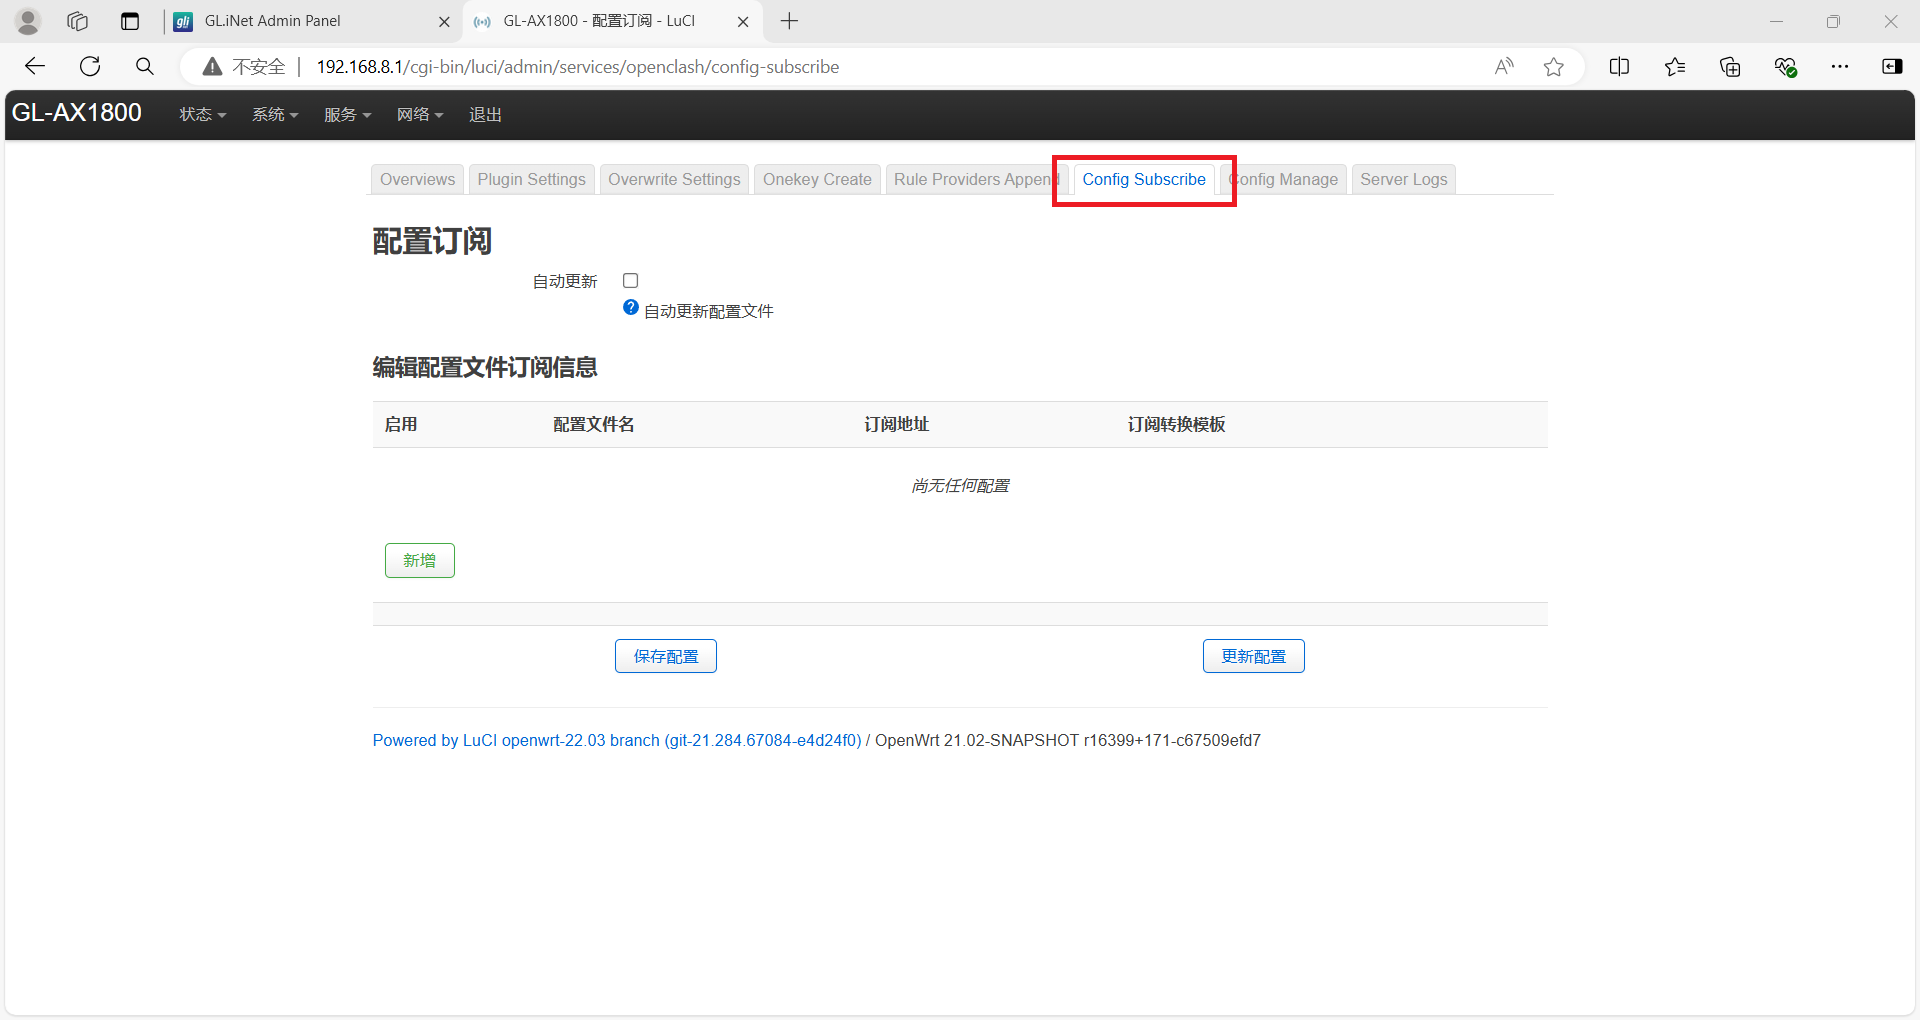 GL.iNet Admin Panel
GL-AX1800 - 配置订阅 - LuCI
不安全 | 192.168.8.1/cgi-bin/luci/admin/services/openclash/config-subscribe
GL-AX1800 状态 系统 服务 网络 退出
Overviews Plugin Settings Overwrite Settings Onekey Create Rule Providers Append Config Subscribe Config Manage Server Logs
配置订阅
自动更新
自动更新配置文件
编辑配置文件订阅信息
启用 配置文件名 订阅地址 订阅转换模板
尚无任何配置
新增
保存配置 更新配置
Powered by LuCI openwrt-22.03 branch (git-21.284.67084-e4d24f0) / OpenWrt 21.02-SNAPSHOT r16399+171-c67509efd7